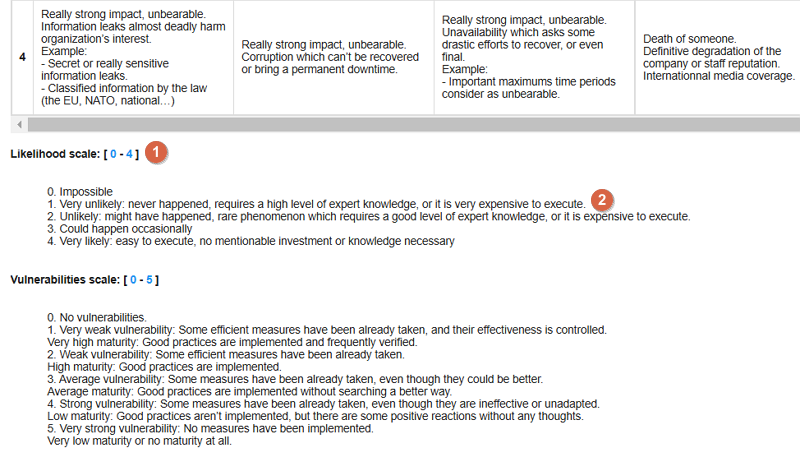 4
Really strong impact, unbearable.
Information leaks almost deadly harm
organization's interest.
Example:
- Secret or really sensitive
information leaks.
- Classified information by the law
(the EU, NATO, national…)
Really strong impact, unbearable.
Corruption which can't be recovered
or bring a permanent downtime.
Really strong impact, unbearable.
Unavailability which asks some
drastic efforts to recover, or even
final.
Example:
- Important maximums time periods
consider as unbearable.
Death of someone.
Definitive degradation of the
company or staff reputation.
Internationnal media coverage.
Likelihood scale: [ 0 - 4 ] 1
0. Impossible
1. Very unlikely: never happened, requires a high level of expert knowledge, or it is very expensive to execute. 2
2. Unlikely: might have happened, rare phenomenon which requires a good level of expert knowledge, or it is expensive to execute.
3. Could happen occasionally
4. Very likely: easy to execute, no mentionable investment or knowledge necessary
Vulnerabilities scale: [ 0 - 5 ]
0. No vulnerabilities.
1. Very weak vulnerability: Some efficient measures have been already taken, and their effectiveness is controlled.
Very high maturity: Good practices are implemented and frequently verified.
2. Weak vulnerability: Some efficient measures have been already taken.
High maturity: Good practices are implemented.
3. Average vulnerability: Some measures have been already taken, even though they could be better.
Average maturity: Good practices are implemented without searching a better way.
4. Strong vulnerability: Some measures have been already taken, even though they are ineffective or unadapted.
Low maturity: Good practices aren't implemented, but there are some positive reactions without any thoughts.
5. Very strong vulnerability: No measures have been implemented.
Very low maturity or no maturity at all.